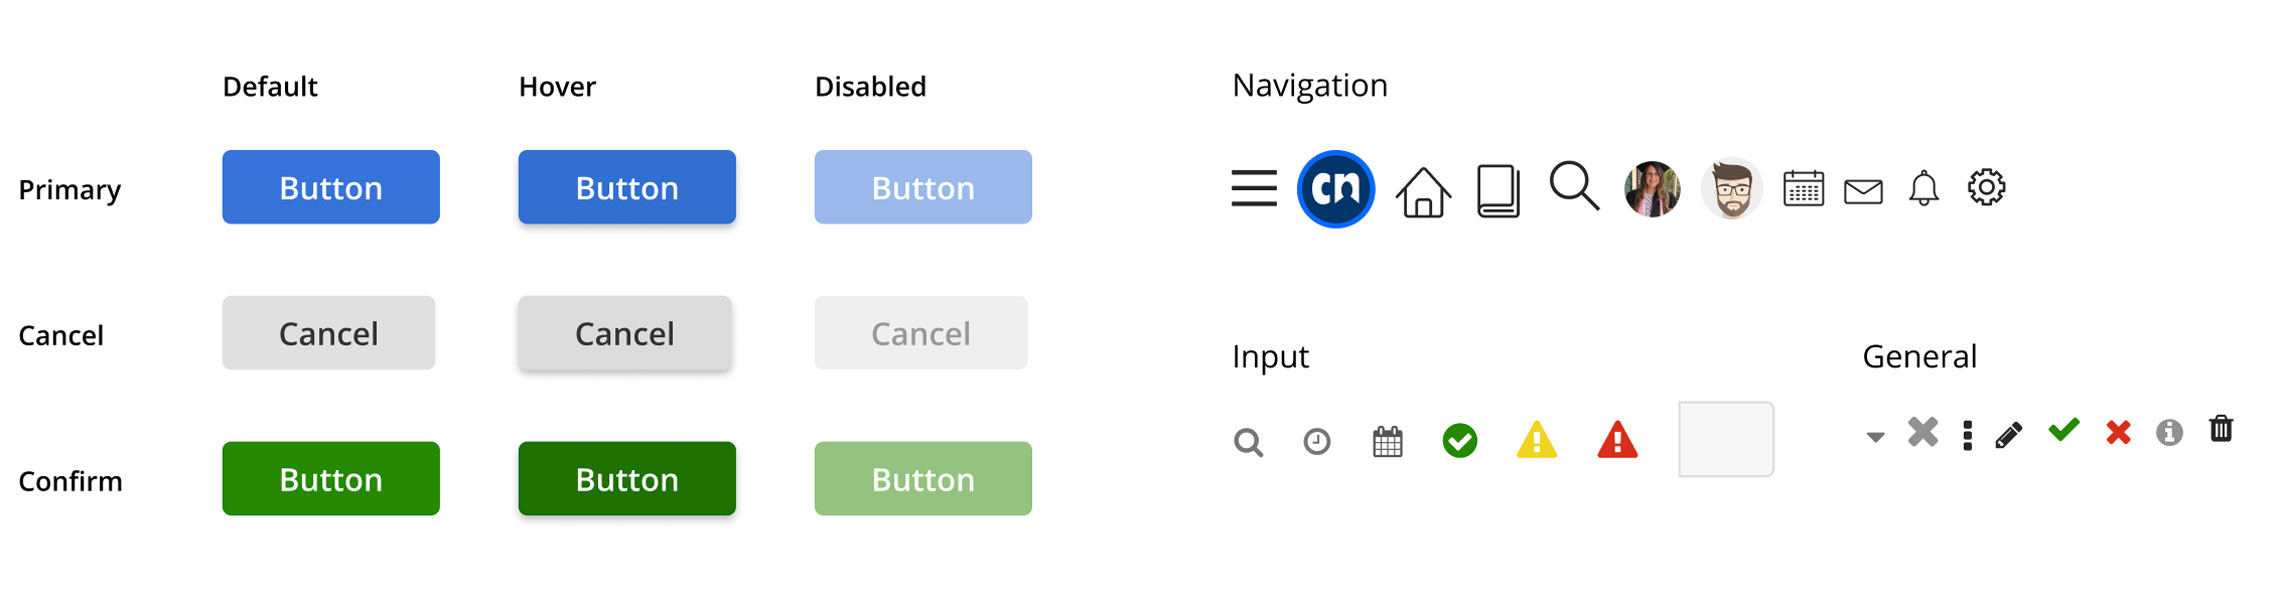 Default Hover Disabled
Primary Button Button Button
Cancel Cancel Cancel Cancel
Confirm Button Button Button
Navigation
cn
Input
General